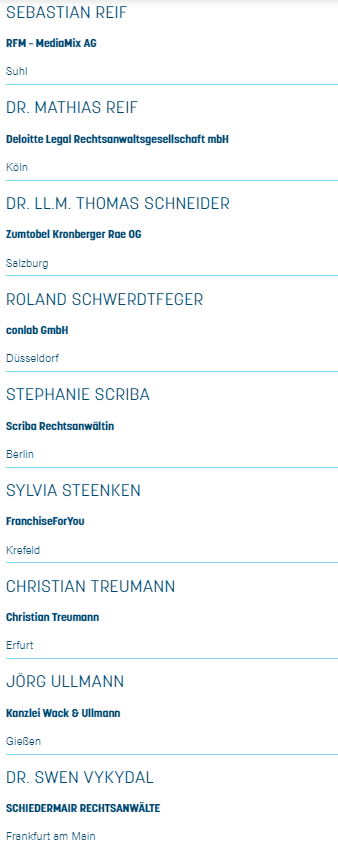 SEBASTIAN REIF
RFM – MediaMix AG
Suhl
DR. MATHIAS REIF
Deloitte Legal Rechtsanwaltsgesellschaft mbH
Köln
DR. LL.M. THOMAS SCHNEIDER
Zumtobel Kronberger Rae OG
Salzburg
ROLAND SCHWERDTFEGER
conlab GmbH
Düsseldorf
STEPHANIE SCRIBA
Scriba Rechtsanwältin
Berlin
SYLVIA STEENKEN
FranchiseForYou
Krefeld
CHRISTIAN TREUMANN
Christian Treumann
Erfurt
JÖRG ULLMANN
Kanzlei Wack & Ullmann
Gießen
DR. SWEN VYKYDAL
SCHIEDERMAIR RECHTSANWÄLTE
Frankfurt am Main